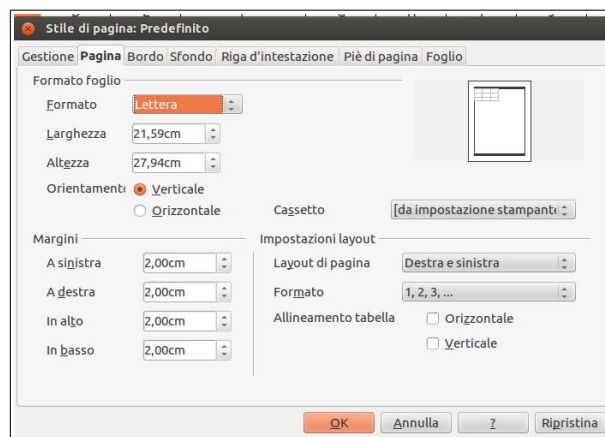 Stile di pagina: Predefinito
Gestione Pagina Bordo Sfondo Riga d'intestazione Piè di pagina Foglio
Formato foglio
Formato Lettera
Larghezza 21,59cm
Altezza 27,94cm
Orientamento Verticale
Orizzontale
Cassetto [da impostazione stampante
Margini
A sinistra 2,00cm
A destra 2,00cm
In alto 2,00cm
In basso 2,00cm
Impostazioni layout
Layout di pagina Destra e sinistra
Formato 1, 2, 3, ...
Allineamento tabella Orizzontale
Verticale
OK Annulla ? Ripristina